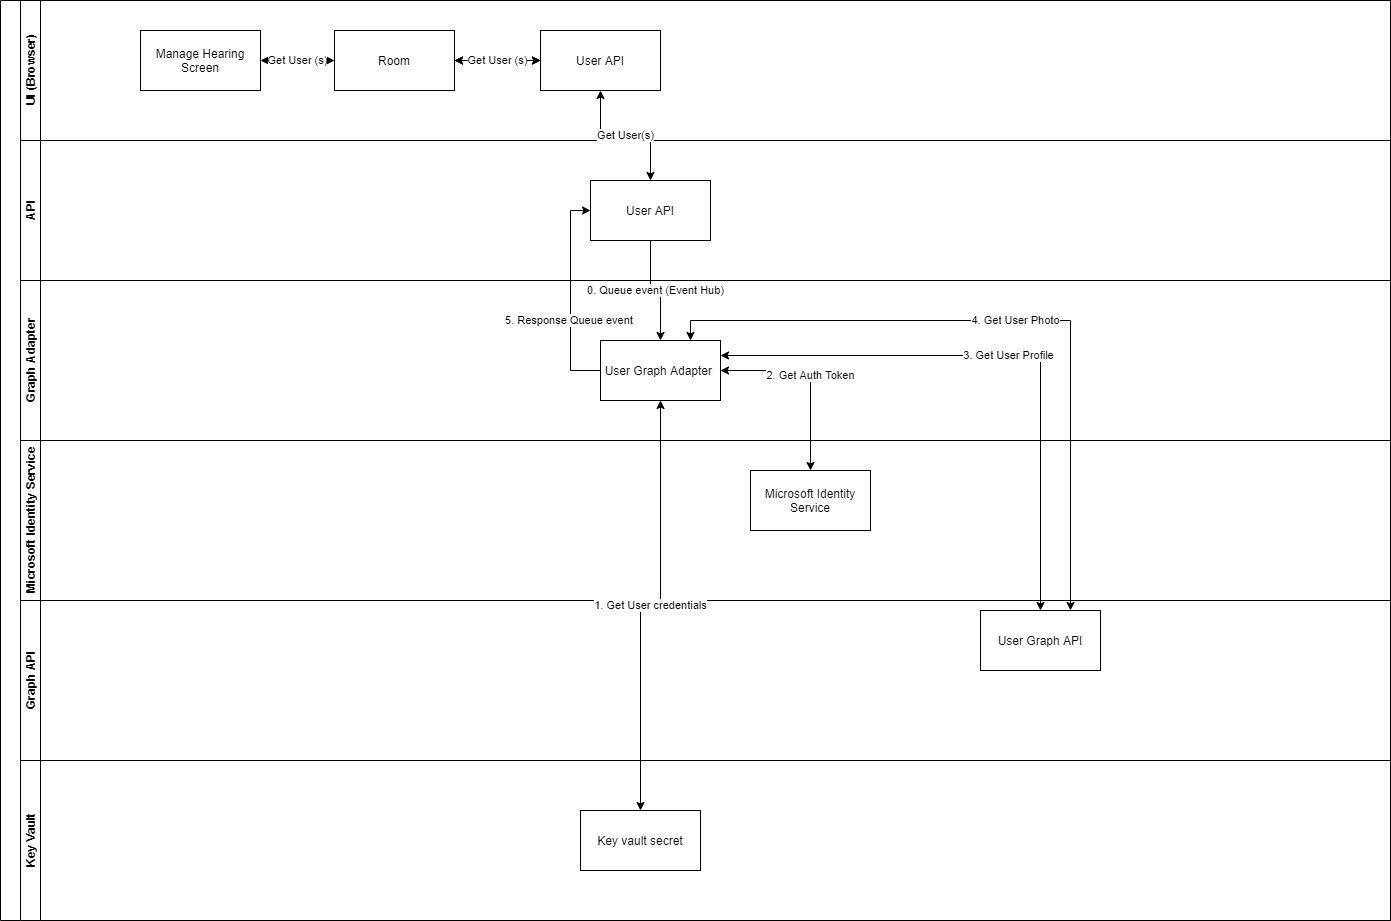 UI (Browser)
Manage Hearing
Screen
Get User (s)
Room
Get User (s)
User API
Get User(s)
API
User API
0. Queue event (Event Hub)
Graph Adapter
5. Response Queue event
4. Get User Photo
3. Get User Profile
User Graph Adapter
2. Get Auth Token
Microsoft Identity Service
Microsoft Identity
Service
1. Get User credentials
Graph API
User Graph API
Key Vault
Key vault secret